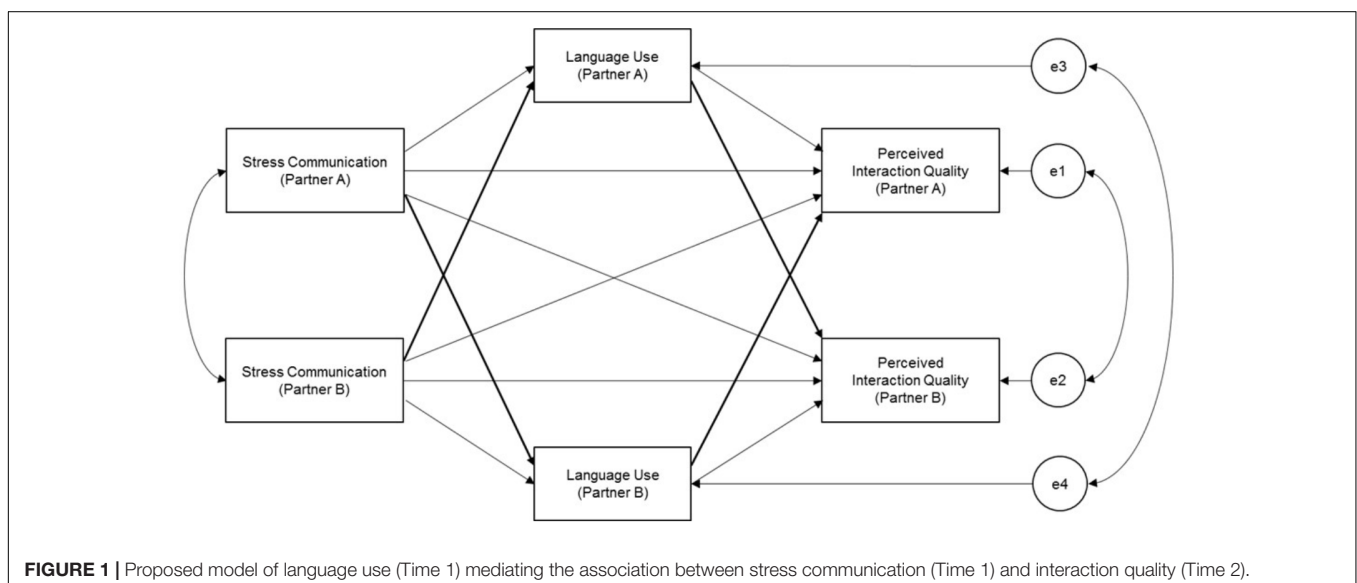 Language Use
(Partner A)
e3
Stress Communication
(Partner A)
Perceived
Interaction Quality
(Partner A)
e1
Stress Communication
(Partner B)
Perceived
Interaction Quality
(Partner B)
e2
Language Use
(Partner B)
e4
FIGURE 1 | Proposed model of language use (Time 1) mediating the association between stress communication (Time 1) and interaction quality (Time 2).